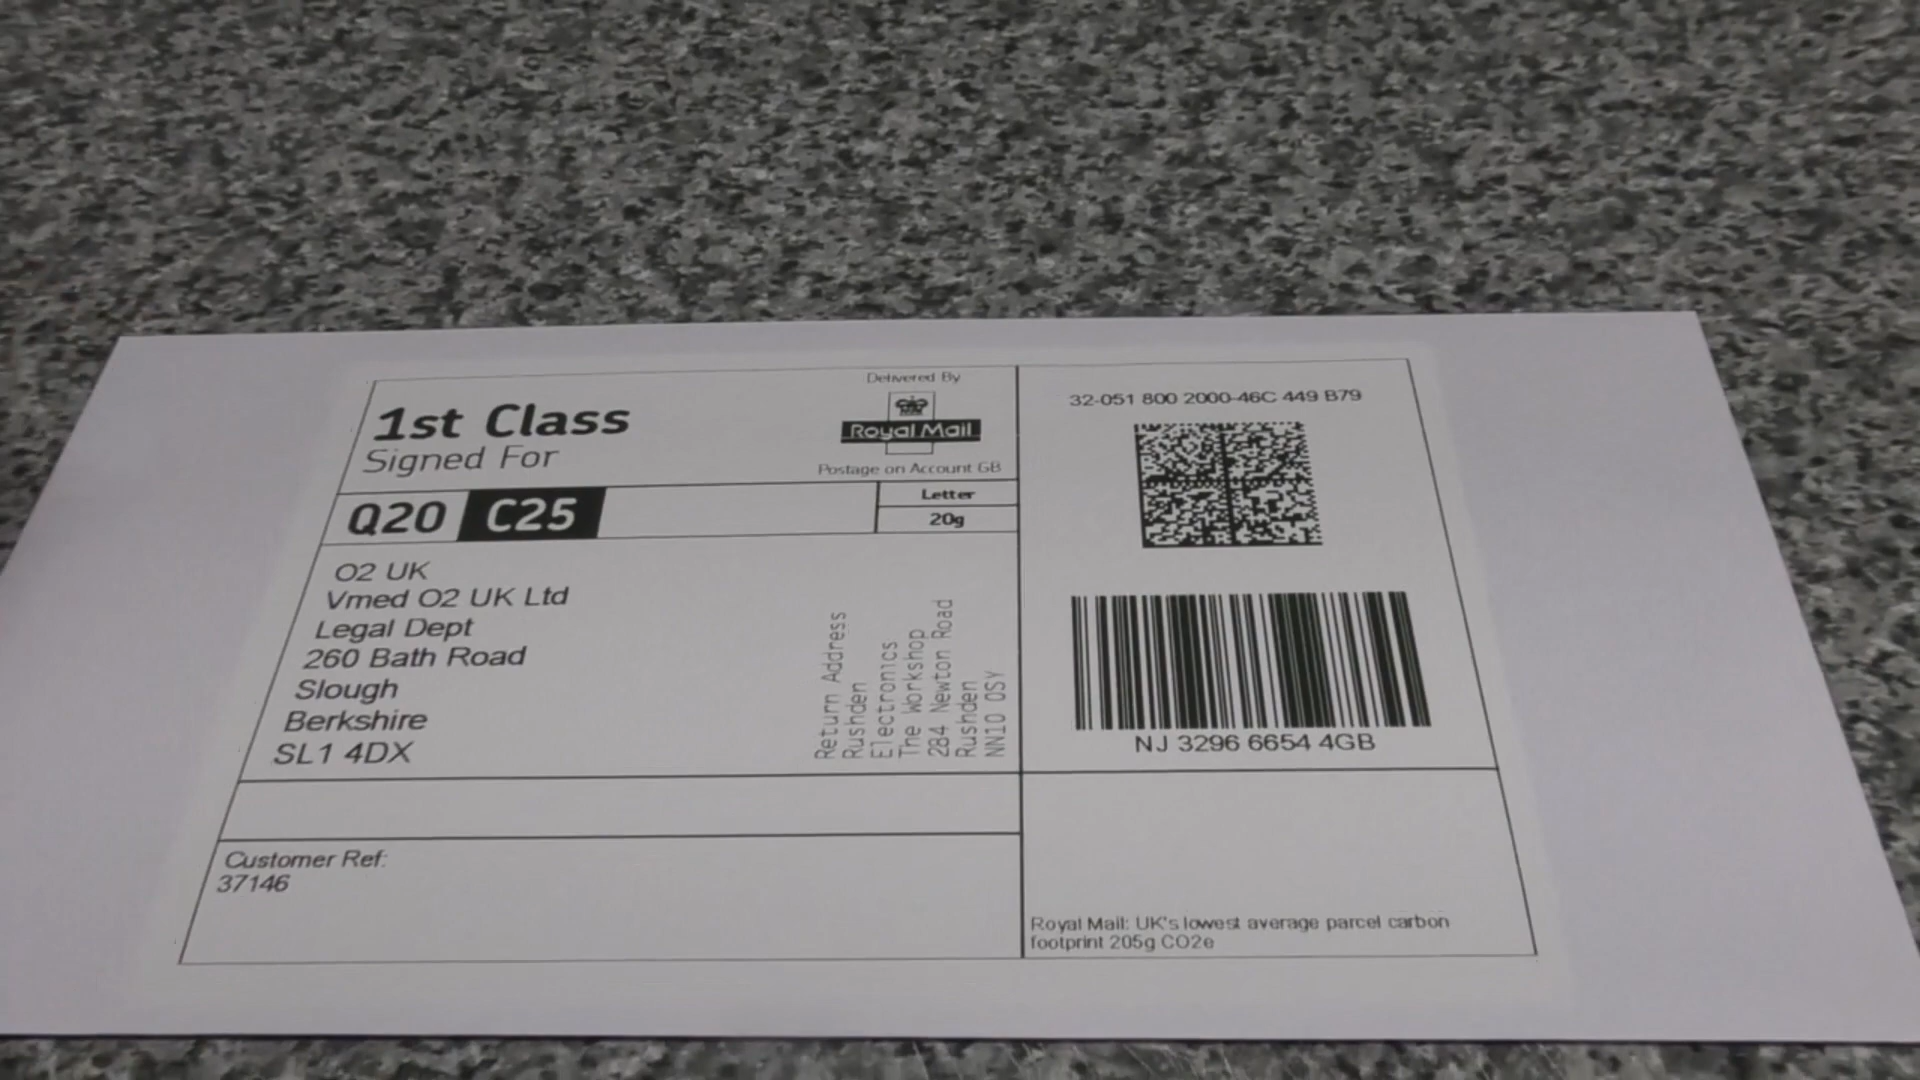 1st Class
Signed For
Delivered By
Royal Mail
Postage on Account GB
Q20 C25
Letter
20g
O2 UK
Vmed O2 UK Ltd
Legal Dept
260 Bath Road
Slough
Berkshire
SL1 4DX
Return Address
Rushden
Electronics
The Workshop
284 Newton Road
Rushden
NN10 0SY
Customer Ref:
37146
32-051 800 2000-46C 449 B79
NJ 3296 6654 4GB
Royal Mail: UK's lowest average parcel carbon
footprint 205g CO2e